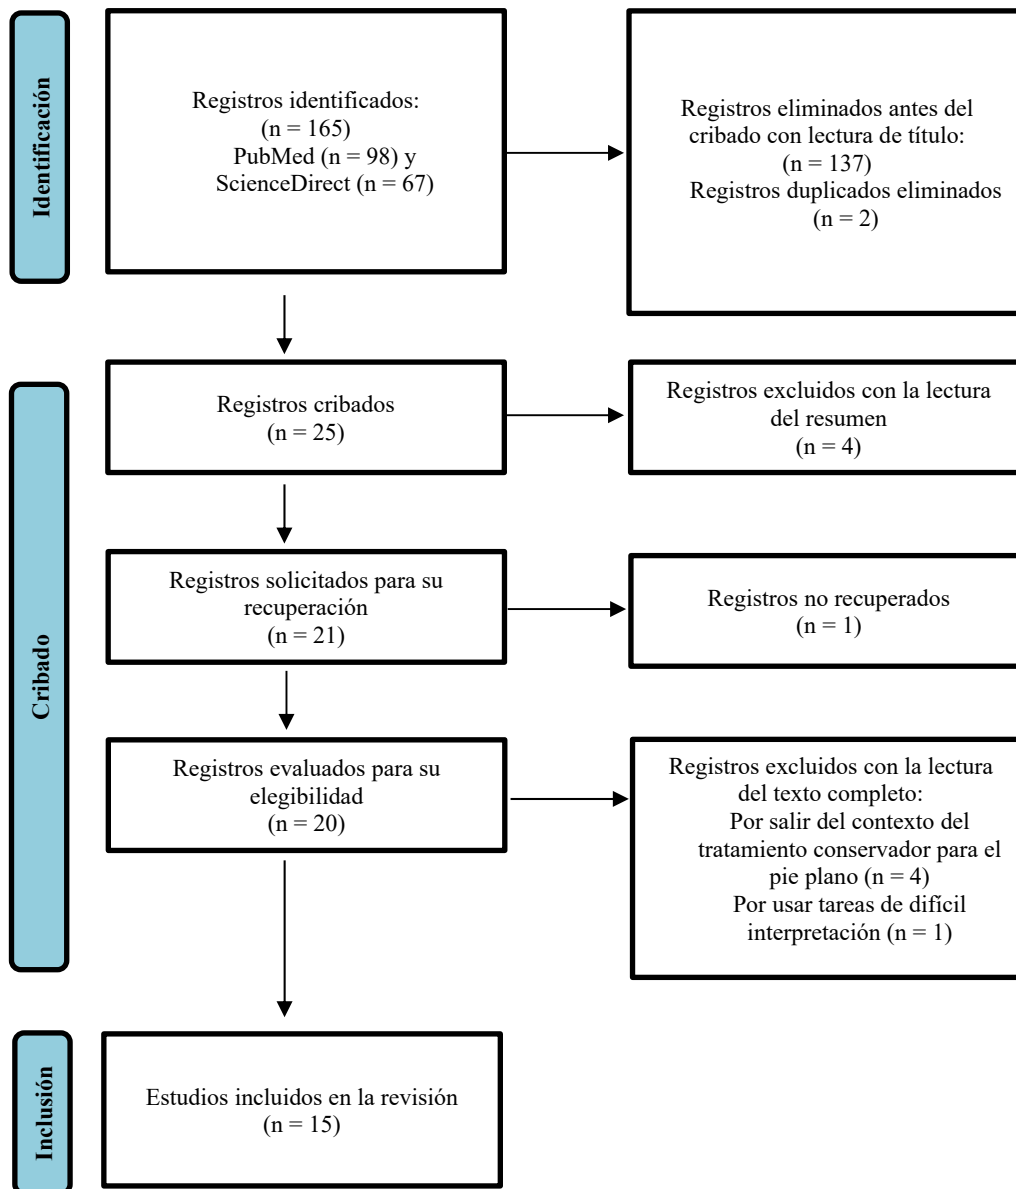 Identificación
Registros identificados:
(n = 165)
PubMed (n = 98) y
ScienceDirect (n = 67)
Registros eliminados antes del
cribado con lectura de título:
(n = 137)
Registros duplicados eliminados
(n = 2)
Cribado
Registros cribados
(n = 25)
Registros excluidos con la lectura
del resumen
(n = 4)
Registros solicitados para su
recuperación
(n = 21)
Registros no recuperados
(n = 1)
Registros evaluados para su
elegibilidad
(n = 20)
Registros excluidos con la lectura
del texto completo:
Por salir del contexto del
tratamiento conservador para el
pie plano (n = 4)
Por usar tareas de difícil
interpretación (n = 1)
Inclusión
Estudios incluidos en la revisión
(n = 15)